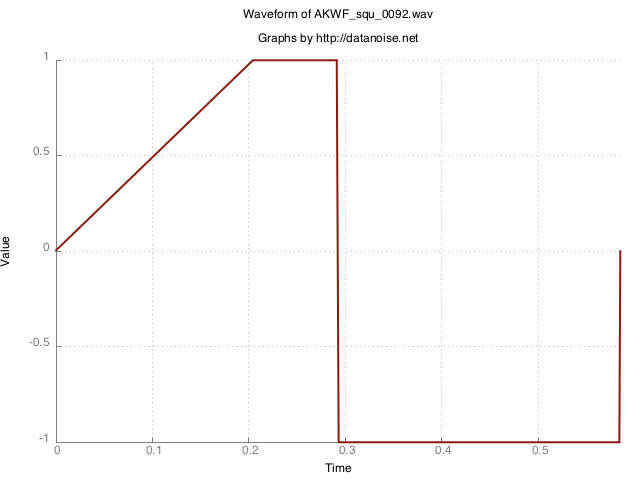 Waveform of AKWF_squ_0092.wav
Graphs by http://datanoise.net
1
0.5
0
-0.5
-1
Value
0 0.1 0.2 0.3 0.4 0.5
Time